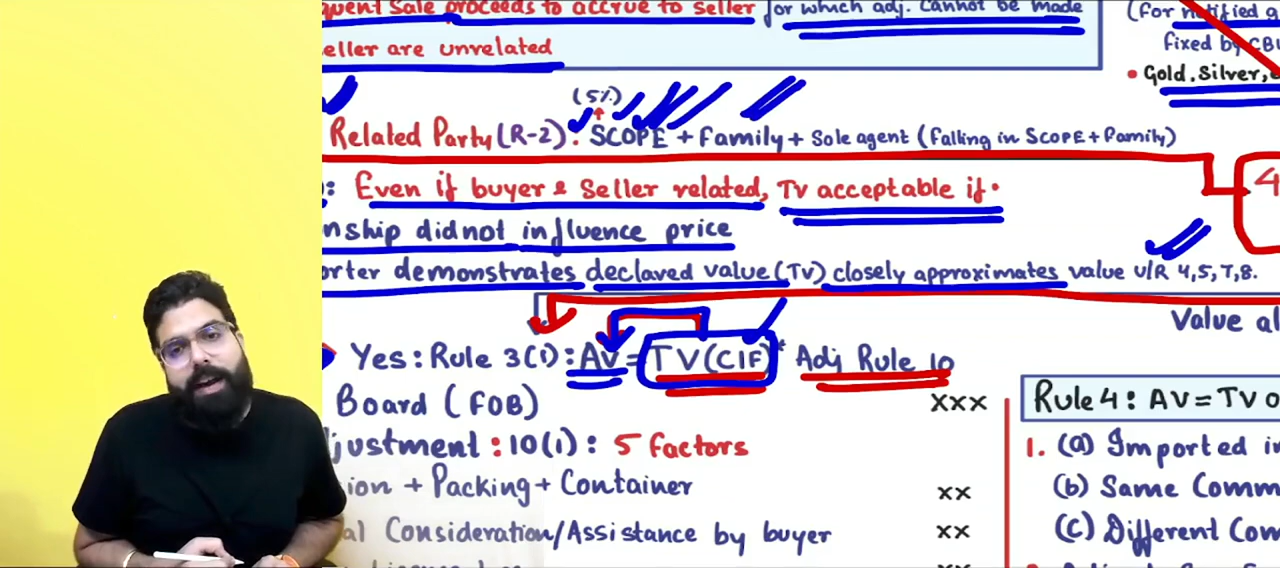 quent Sale proceeds to accrue to seller for which adj. cannot be made
eller are unrelated
(for notified g
fixed by CBI
• Gold, Silver, e
(5%)
Related Party (R-2): SCOPE + family + Sole agent (falling in SCOPE + Family)
: Even if buyer & Seller related, TV acceptable if •
nship did not influence price
orter demonstrates declared value (TV) closely approximates value U/R 4,5,7,8.
4
Value al
Yes: Rule 3(1): AV = TV (CIF)* Adj Rule 10
Board (FOB) xxx
justment: 10(1): 5 factors
ion + Packing + Container xx
al Consideration/Assistance by buyer xx
Rule 4: AV = TV o
1. (a) Imported in
(b) Same Comm
(c) Different Com